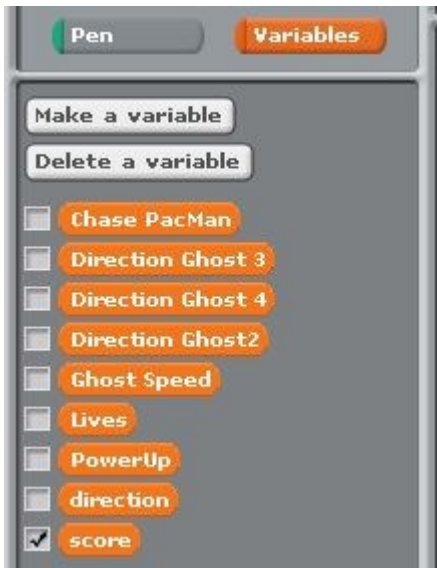 Pen Variables
Make a variable
Delete a variable
Chase PacMan
Direction Ghost 3
Direction Ghost 4
Direction Ghost2
Ghost Speed
Lives
PowerUp
direction
score